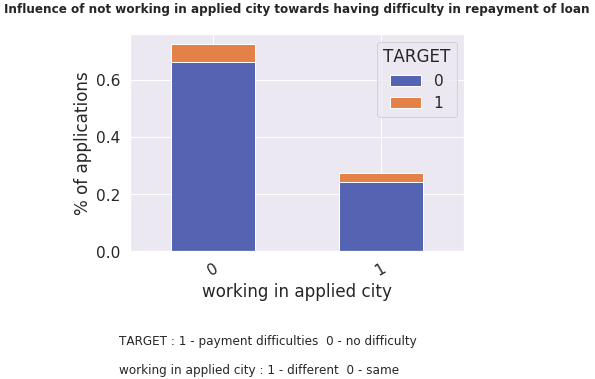 Influence of not working in applied city towards having difficulty in repayment of loan
% of applications
0.6
0.4
0.2
0.0
TARGET
0
1
0
1
working in applied city
TARGET : 1 - payment difficulties  0 - no difficulty
working in applied city : 1 - different  0 - same